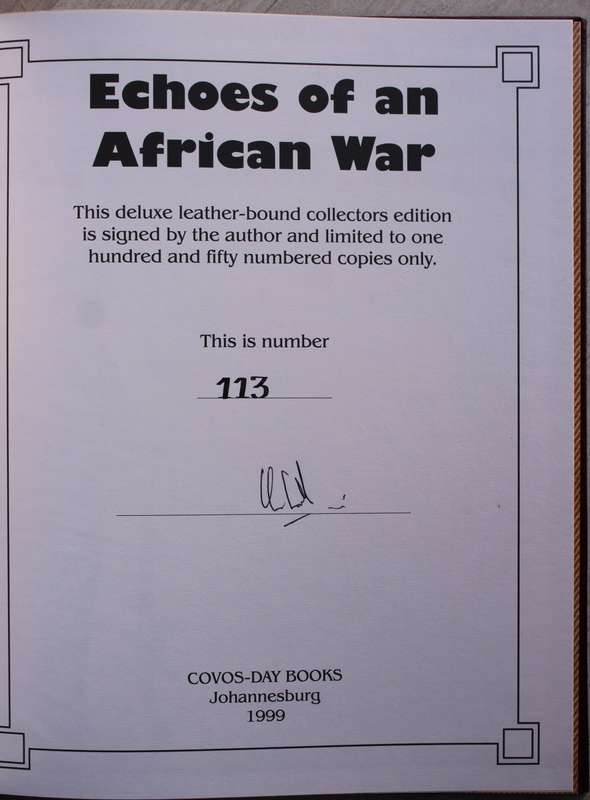 Echoes of an
African War
This deluxe leather-bound collectors edition
is signed by the author and limited to one
hundred and fifty numbered copies only.
This is number
113
COVOS-DAY BOOKS
Johannesburg
1999